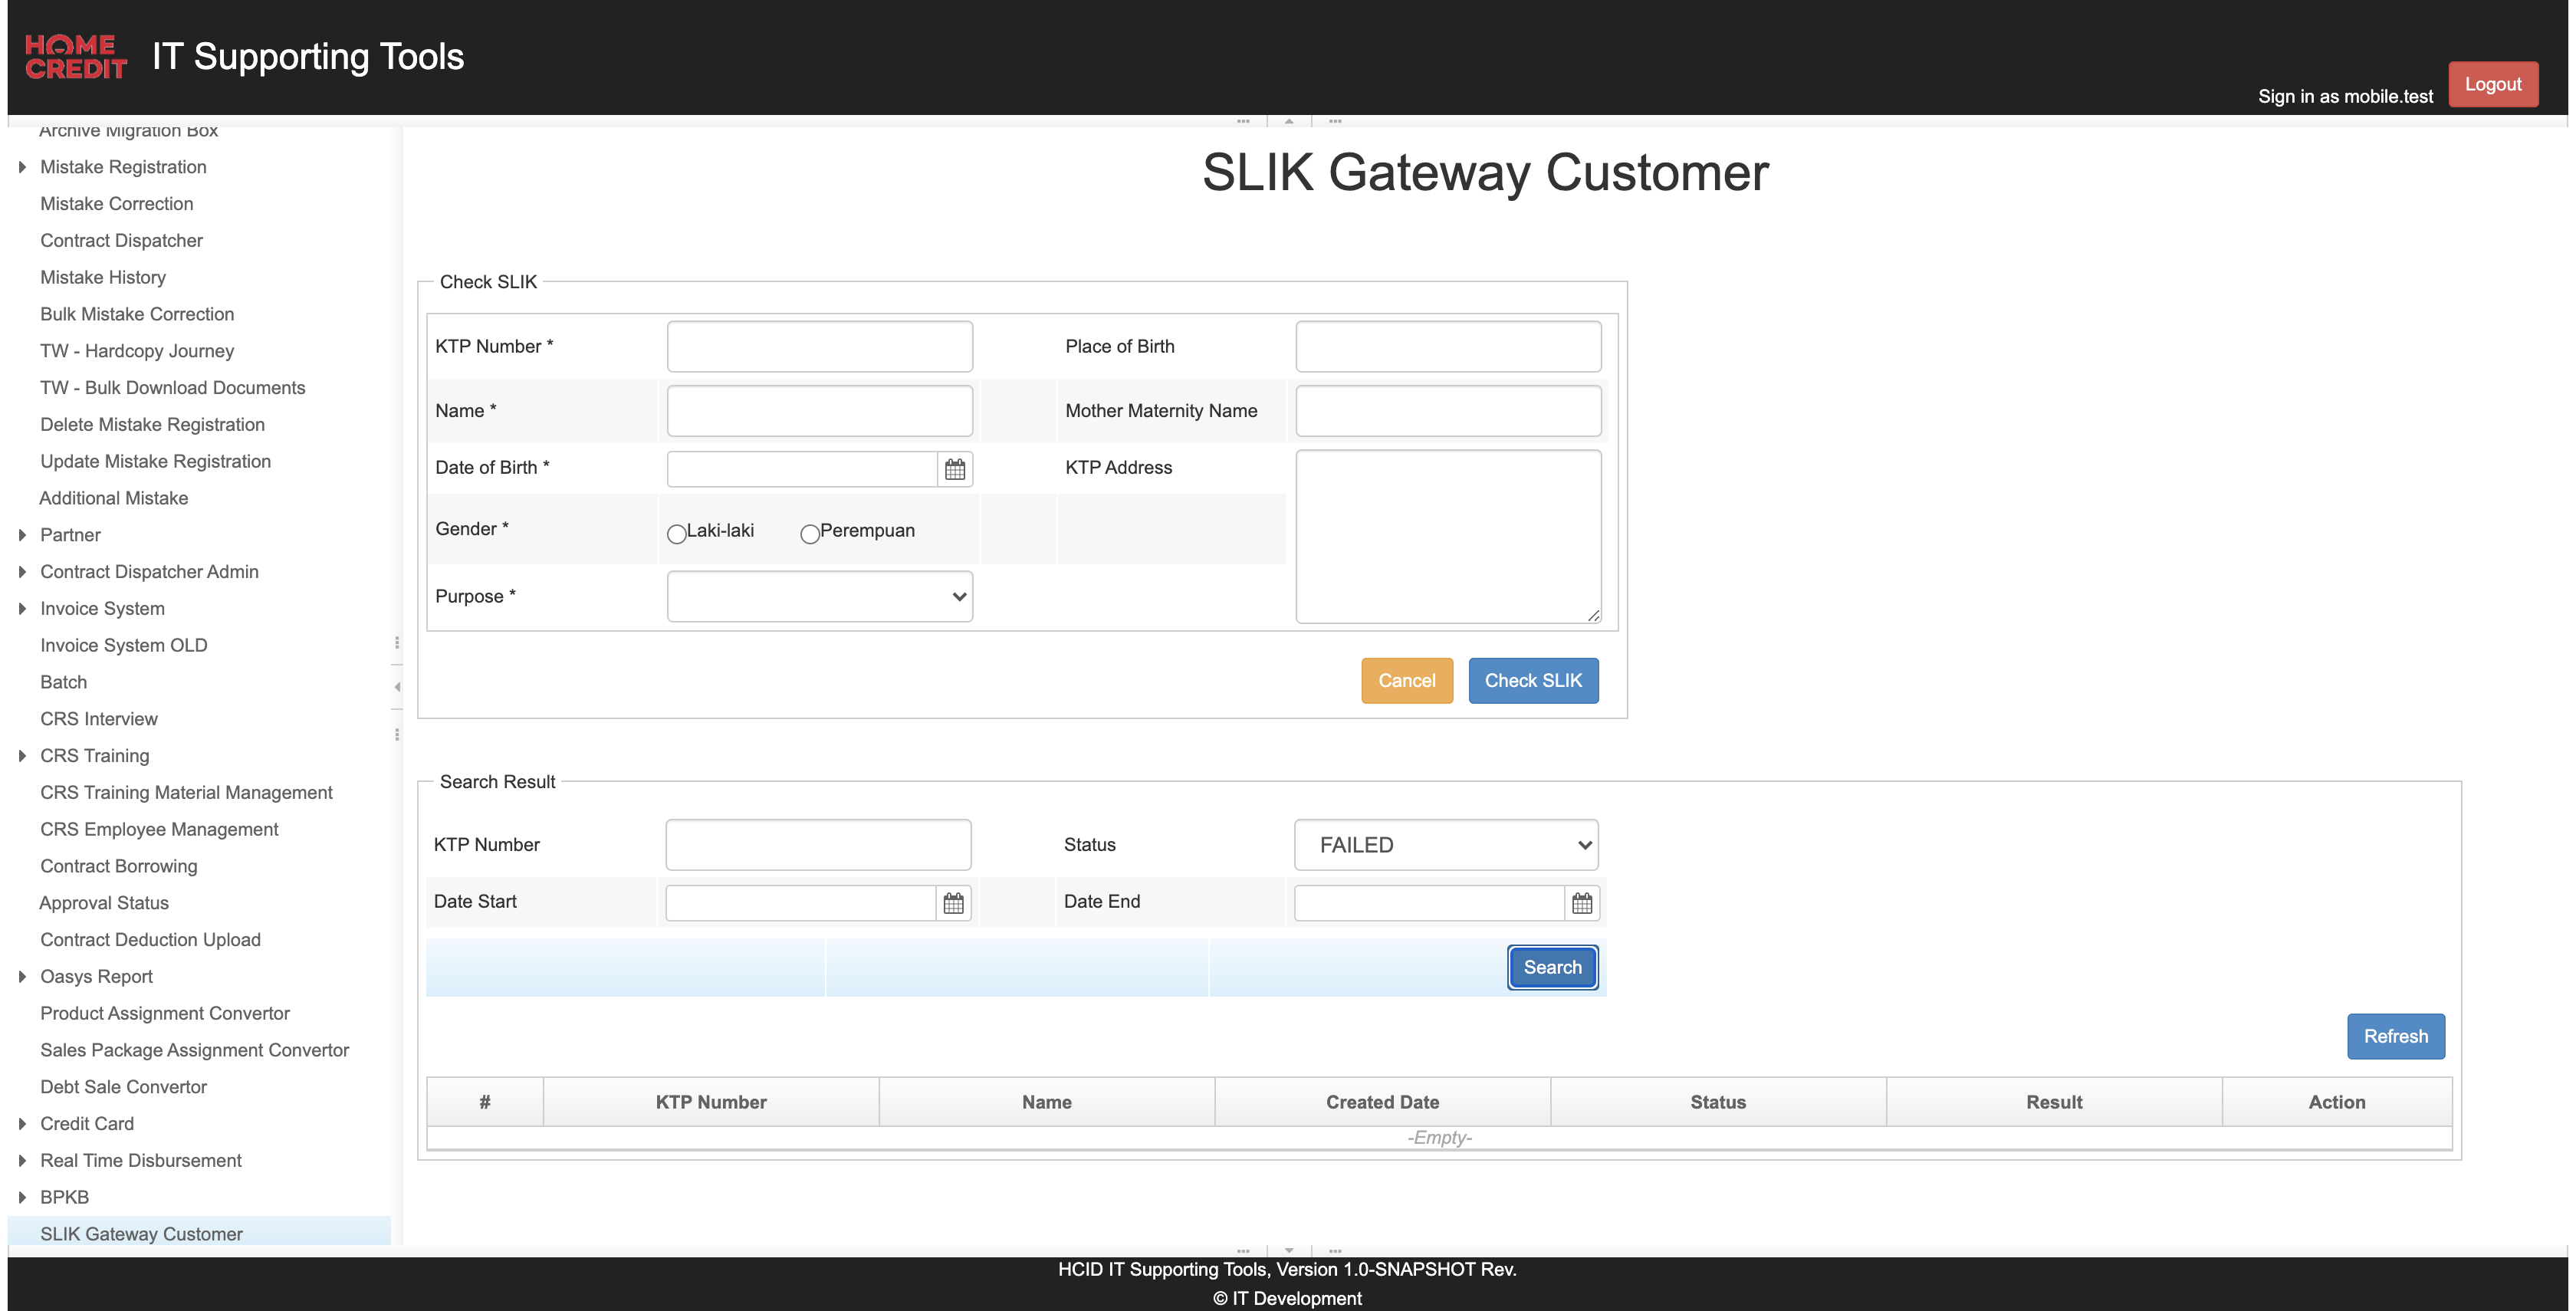 HOME
CREDIT
IT Supporting Tools
Sign in as mobile.test
Logout
Archive Migration Box
Mistake Registration
Mistake Correction
Contract Dispatcher
Mistake History
Bulk Mistake Correction
TW - Hardcopy Journey
TW - Bulk Download Documents
Delete Mistake Registration
Update Mistake Registration
Additional Mistake
Partner
Contract Dispatcher Admin
Invoice System
Invoice System OLD
Batch
CRS Interview
CRS Training
CRS Training Material Management
CRS Employee Management
Contract Borrowing
Approval Status
Contract Deduction Upload
Oasys Report
Product Assignment Convertor
Sales Package Assignment Convertor
Debt Sale Convertor
Credit Card
Real Time Disbursement
BPKB
SLIK Gateway Customer
SLIK Gateway Customer
Check SLIK
KTP Number * Place of Birth
Name * Mother Maternity Name
Date of Birth * KTP Address
Gender * Laki-laki Perempuan
Purpose *
Cancel Check SLIK
Search Result
KTP Number Status FAILED
Date Start Date End
Search
Refresh
# KTP Number Name Created Date Status Result Action
-Empty-
HCID IT Supporting Tools, Version 1.0-SNAPSHOT Rev.
© IT Development